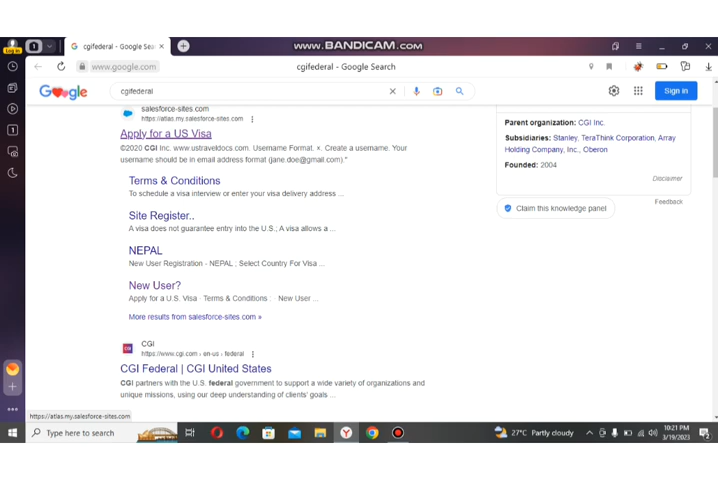 www.BANDICAM.com
Log in
1
cgifederal - Google Sea
www.google.com
cgifederal - Google Search
Google
cgifederal
Sign in
salesforce-sites.com
https://atlas.my.salesforce-sites.com
Apply for a US Visa
©2020 CGI Inc. www.ustraveldocs.com. Username Format. x. Create a username. Your
username should be in email address format (jane.doe@gmail.com) *
Terms & Conditions
To schedule a visa interview or enter your visa delivery address ...
Site Register..
A visa does not guarantee entry into the U.S., A visa allows a ...
NEPAL
New User Registration - NEPAL ; Select Country For Visa ...
New User?
Apply for a U.S. Visa · Terms & Conditions : New User ...
More results from salesforce-sites.com »
CGI
https://www.cgi.com › en-us › federal
CGI Federal | CGI United States
CGI partners with the U.S. federal government to support a wide variety of organizations and
unique missions, using our deep understanding of clients' goals ...
Parent organization: CGI Inc.
Subsidiaries: Stanley, TeraThink Corporation, Array
Holding Company, Inc., Oberon
Founded: 2004
Disclaimer
Feedback
Claim this knowledge panel
1
https://atlas.my.salesforce-sites.com
Type here to search
27°C Partly cloudy
10:21 PM
3/19/2023
2